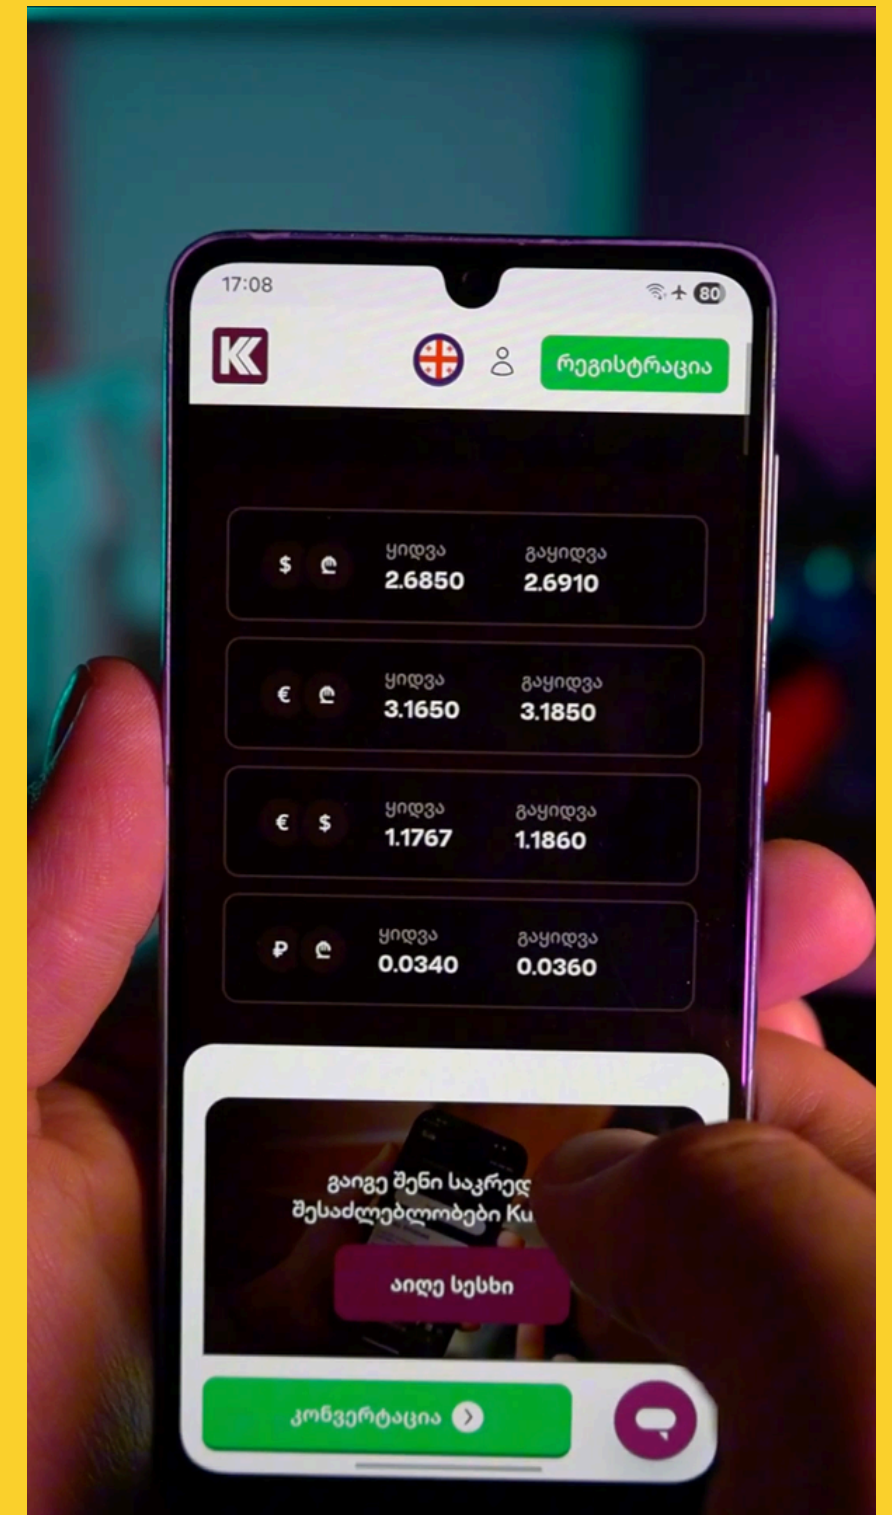 17:08
80
რეგისტრაცია
$ ₾ ყიდვა გაყიდვა
2.6850 2.6910
€ ₾ ყიდვა გაყიდვა
3.1650 3.1850
€ $ ყიდვა გაყიდვა
1.1767 1.1860
₽ ₾ ყიდვა გაყიდვა
0.0340 0.0360
გაიგე შენი
შესაძლებლობები
აიღე სესხი
კონვერტაცია